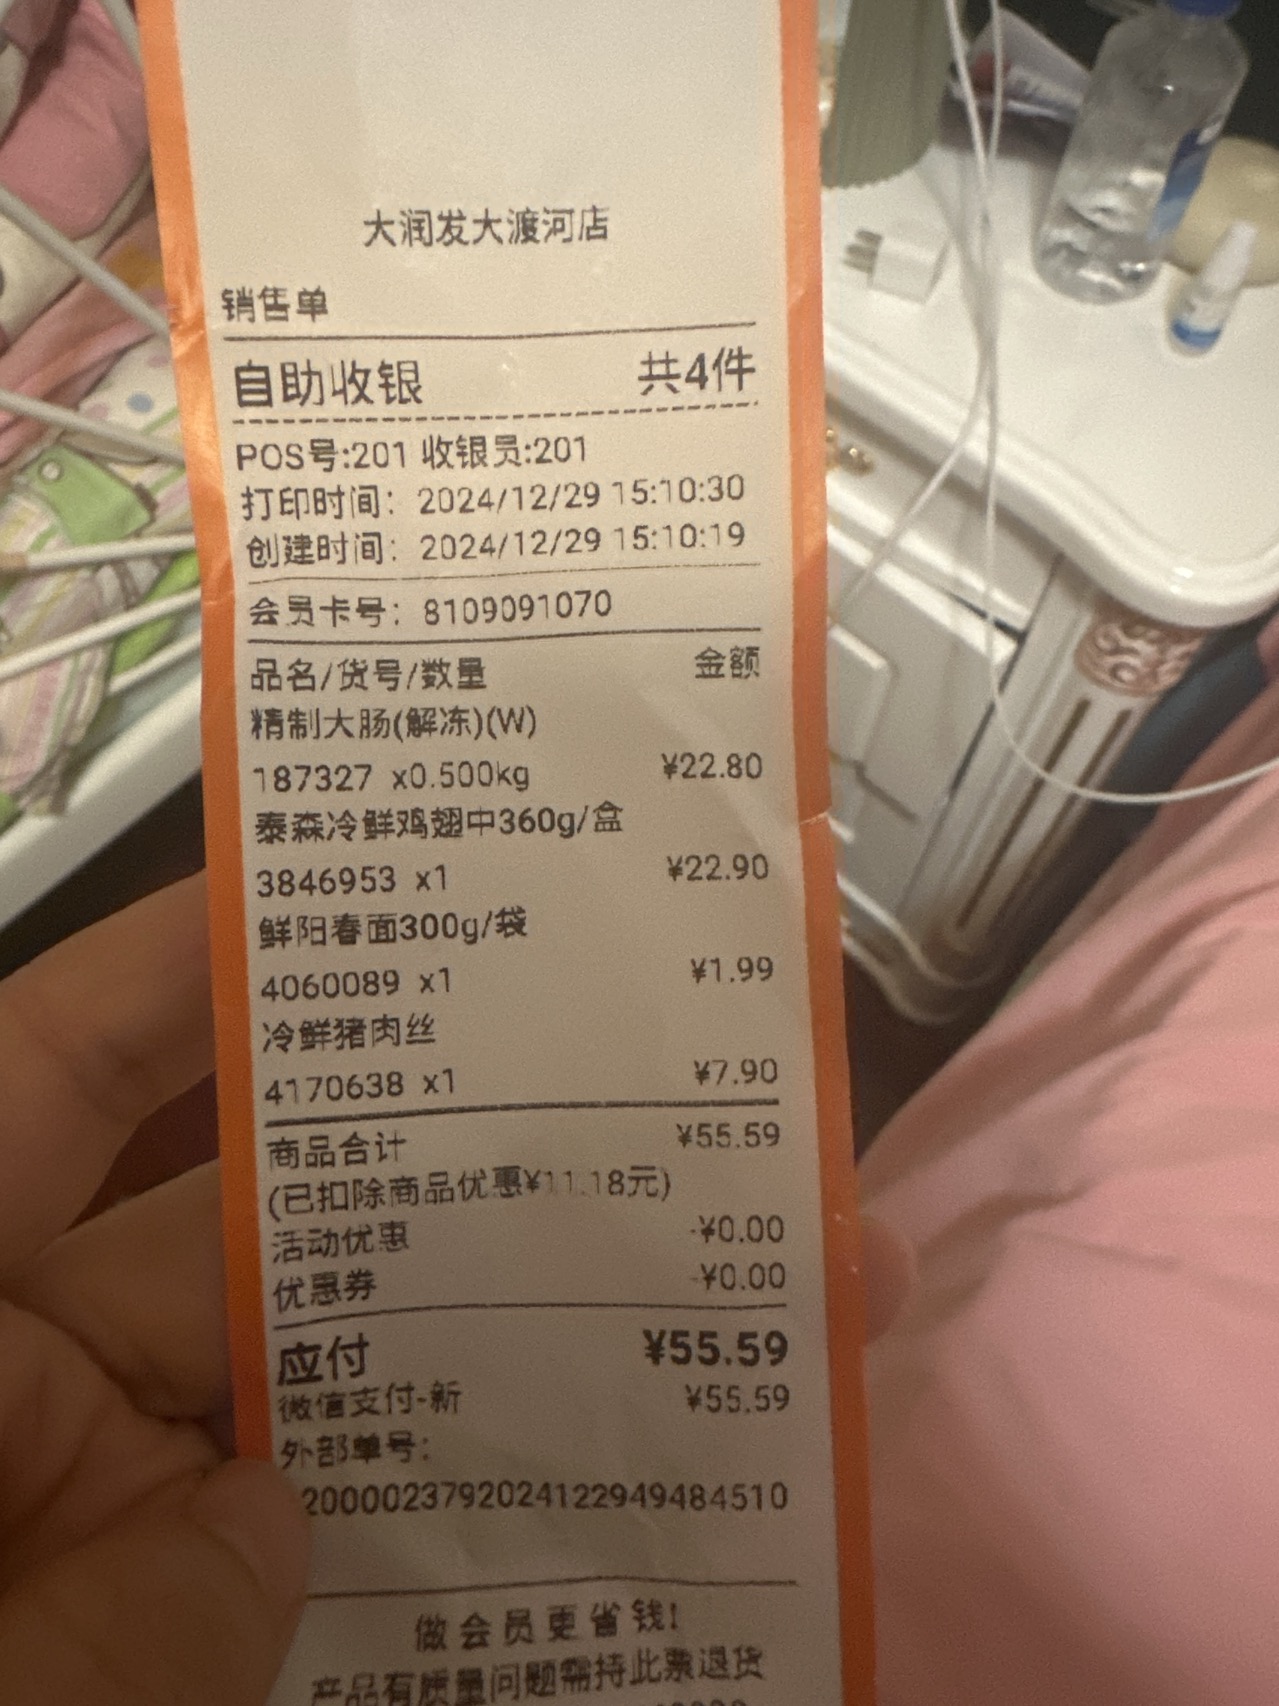 大润发大渡河店
销售单
自助收银 共4件
POS号:201 收银员:201
打印时间: 2024/12/29 15:10:30
创建时间: 2024/12/29 15:10:19
会员卡号: 8109091070
品名/货号/数量 金额
精制大肠(解冻)(W)
187327 x0.500kg ¥22.80
泰森冷鲜鸡翅中360g/盒
3846953 x1 ¥22.90
鲜阳春面300g/袋
4060089 x1 ¥1.99
冷鲜猪肉丝
4170638 x1 ¥7.90
商品合计 ¥55.59
(已扣除商品优惠¥11.18元)
活动优惠 -¥0.00
优惠券 -¥0.00
应付 ¥55.59
微信支付-新 ¥55.59
外部单号:
2000023792024122949484510
做会员更省钱!
产品有质量问题需持此票退货